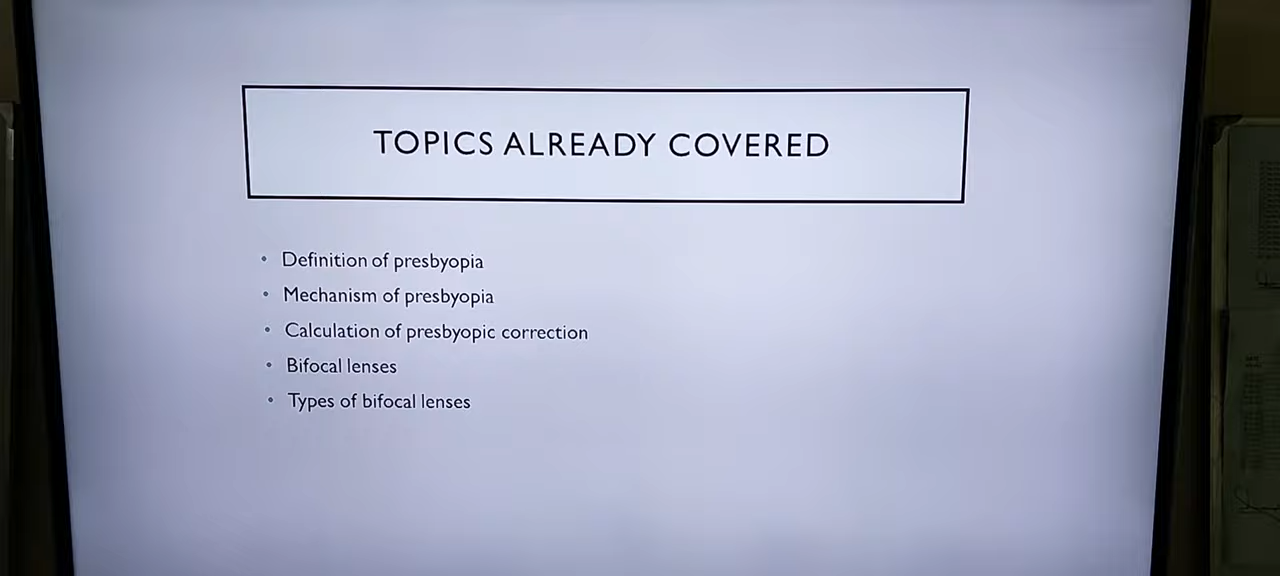 TOPICS ALREADY COVERED
• Definition of presbyopia
• Mechanism of presbyopia
• Calculation of presbyopic correction
• Bifocal lenses
• Types of bifocal lenses